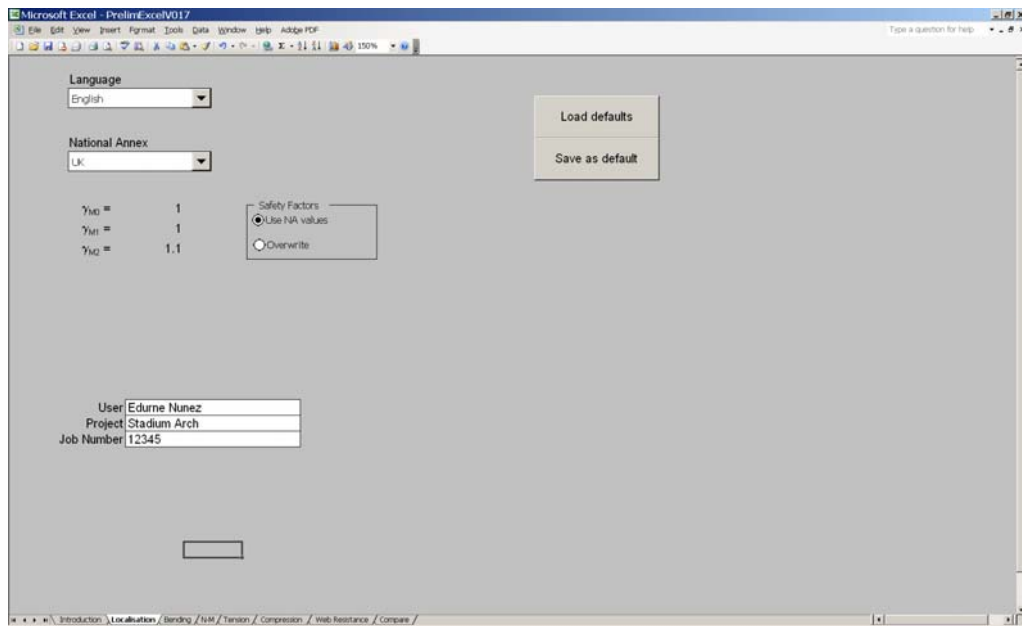 Microsoft Excel - PrelimExcelV017
File Edit View Insert Format Tools Data Window Help Adobe PDF
Type a question for help
150%
Language
English
Load defaults
National Annex
UK
Save as default
Safety Factors
γM0 = 1
Use NA values
γM1 = 1
γM2 = 1.1
Overwrite
User Edurne Nunez
Project Stadium Arch
Job Number 12345
Introduction / Localisation / Bending / N-M / Tension / Compression / Web Resistance / Compare /